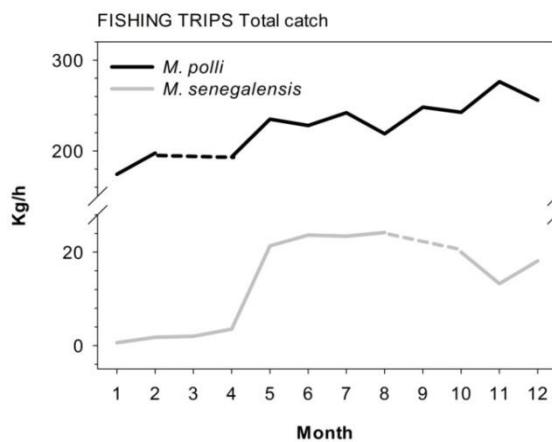 FISHING TRIPS Total catch
M. polli
M. senegalensis
300
200
20
0
Kg/h
1 2 3 4 5 6 7 8 9 10 11 12
Month